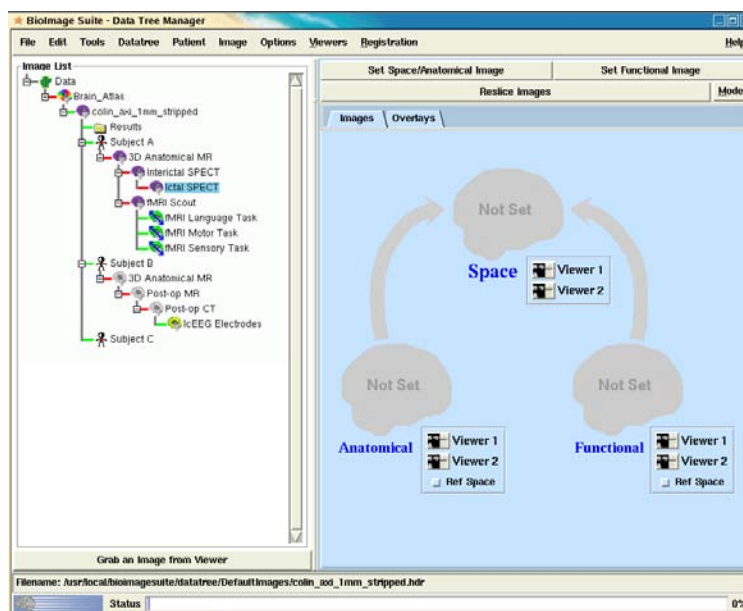 BioImage Suite - Data Tree Manager
File Edit Tools Datatree Patient Image Options Viewers Registration Help
Image List
Data
Brain_Atlas
colin_axi_1mm_stripped
Results
Subject A
3D Anatomical MR
Interictal SPECT
Ictal SPECT
fMRI Scout
fMRI Language Task
fMRI Motor Task
fMRI Sensory Task
Subject B
3D Anatomical MR
Post-op MR
Post-op CT
IcEEG Electrodes
Subject C
Grab an Image from Viewer
Set Space/Anatomical Image Set Functional Image
Reslice Images Mode
Images Overlays
Not Set
Space
Viewer 1
Viewer 2
Not Set
Anatomical
Viewer 1
Viewer 2
Ref Space
Not Set
Functional
Viewer 1
Viewer 2
Ref Space
Filename: /usr/local/bioimagesuite/datatree/DefaultImages/colin_axi_1mm_stripped.hdr
Status 0%